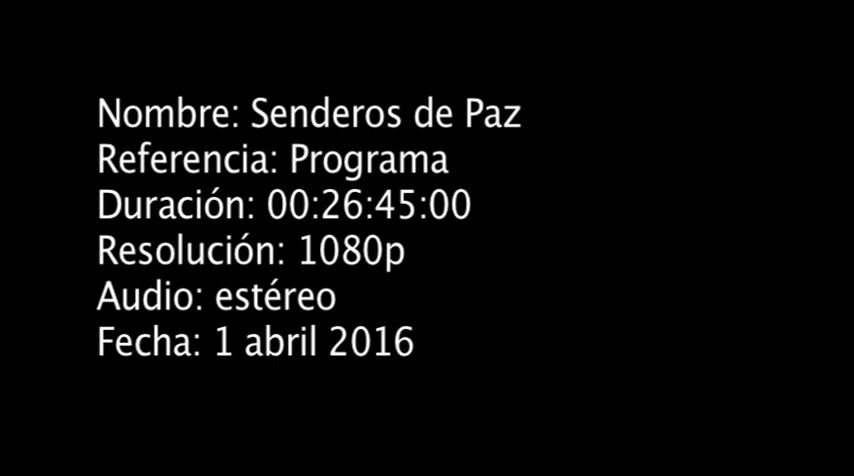 Nombre: Senderos de Paz
Referencia: Programa
Duración: 00:26:45:00
Resolución: 1080p
Audio: estéreo
Fecha: 1 abril 2016